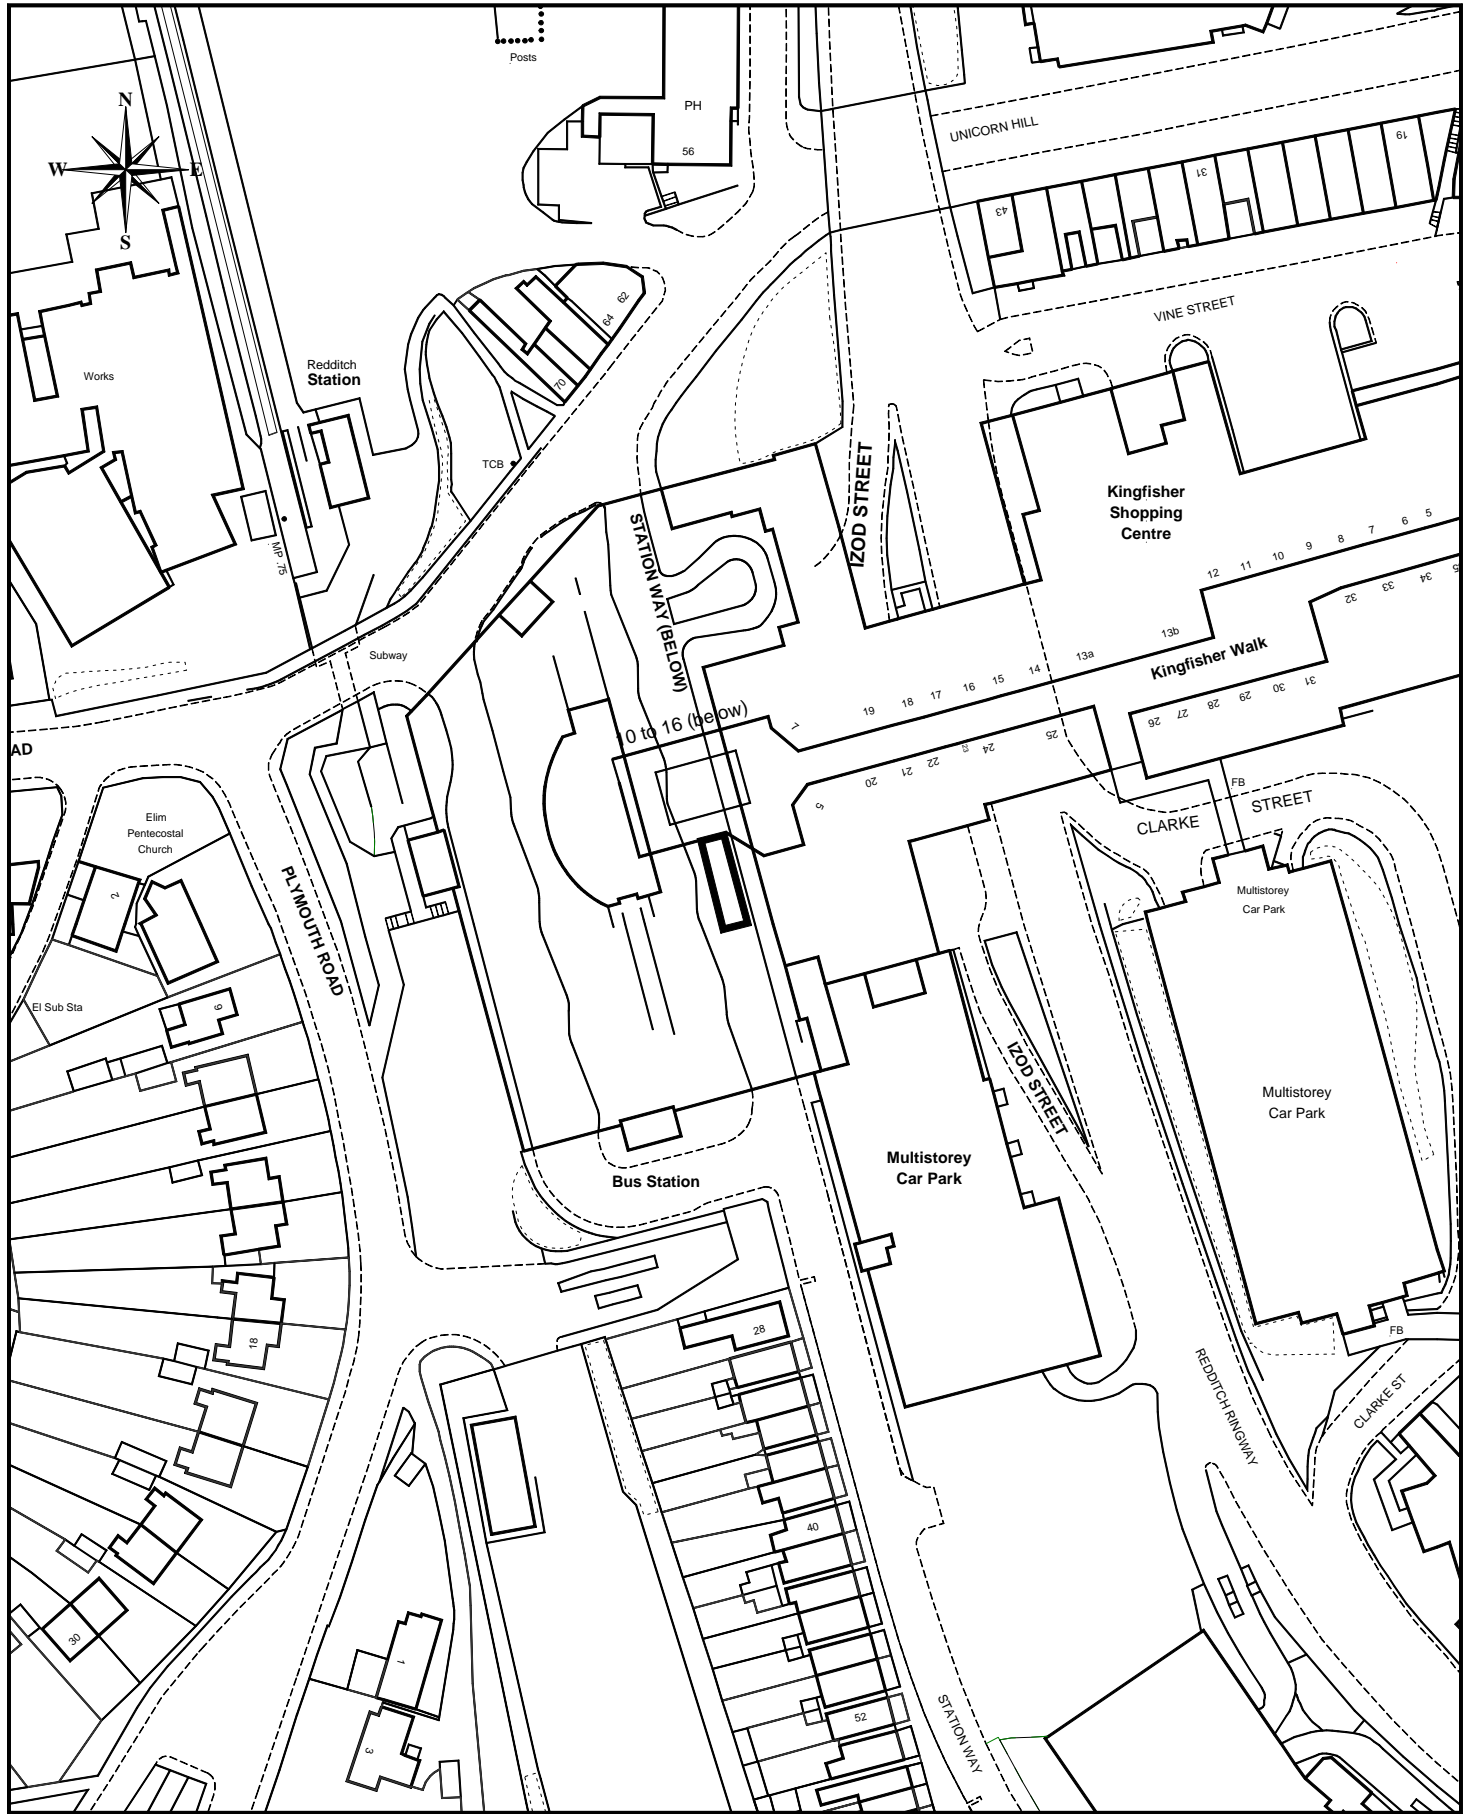 Posts
PH
56
N
W
E
S
UNICORN HILL
19
31
43
VINE STREET
62
64
70
Redditch
Station
Works
TCB
MP .75
Subway
STATION WAY (BELOW)
IZOD STREET
Kingfisher
Shopping
Centre
5
6
7
8
9
10
11
12
13b
13a
14
15
16
17
18
19
7
Kingfisher Walk
35
34
33
32
31
30
29
28
27
26
25
24
23
22
21
20
5
10 to 16 (below)
AD
FB
CLARKE
STREET
Elim
Pentecostal
Church
2
El Sub Sta
PLYMOUTH ROAD
9
Multistorey
Car Park
IZOD STREET
Multistorey
Car Park
Multistorey
Car Park
Bus Station
18
28
FB
REDDITCH RINGWAY
CLARKE ST
40
30
1
52
3
STATION WAY